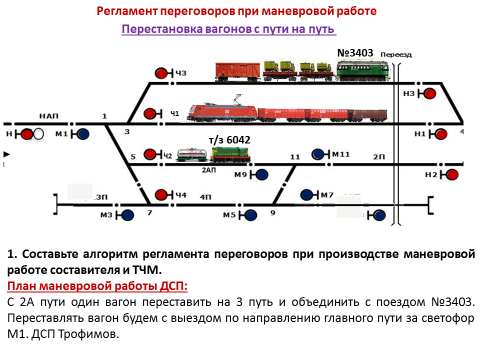 Регламент переговоров при маневровой работе
Перестановка вагонов с пути на путь
№3403
Переезд
Ч3
Н3
НАП
1
3
Ч1
Н
М1
Н1
4
т/з 6042
5
Ч2
2АП
М9
11
М11
2П
Н2
3П
М3
7
Ч4
4П
М5
9
М7
1. Составьте алгоритм регламента переговоров при производстве маневровой
работе составителя и ТЧМ.
План маневровой работы ДСП:
С 2А пути один вагон переставить на 3 путь и объединить с поездом №3403.
Переставлять вагон будем с выездом по направлению главного пути за светофор
М1. ДСП Трофимов.